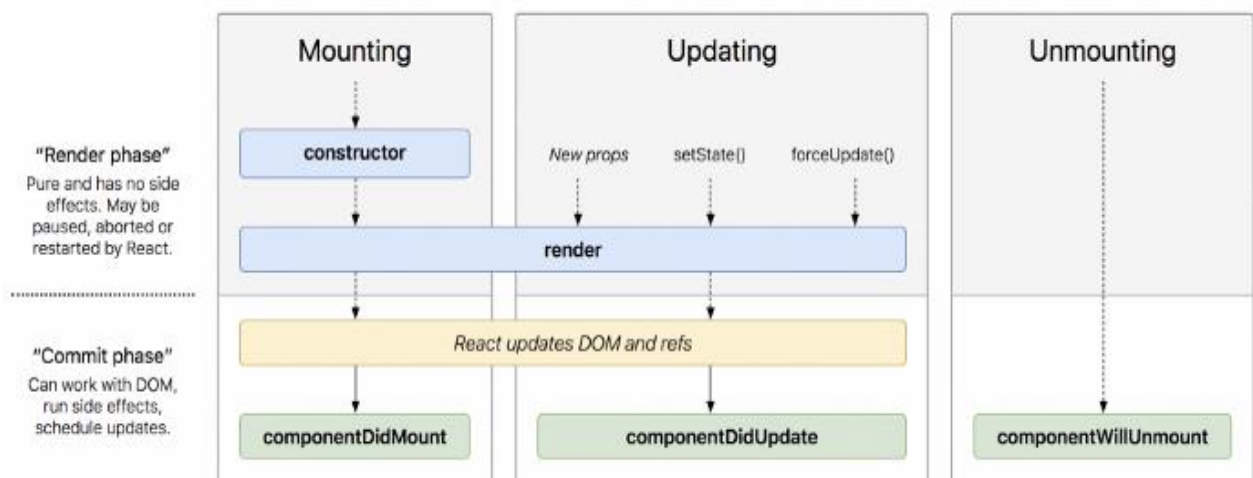 Mounting
Updating
Unmounting
"Render phase"
Pure and has no side
effects. May be
paused, aborted or
restarted by React.
constructor
New props
setState()
forceUpdate()
render
"Commit phase"
Can work with DOM,
run side effects,
schedule updates.
React updates DOM and refs
componentDidMount
componentDidUpdate
componentWillUnmount